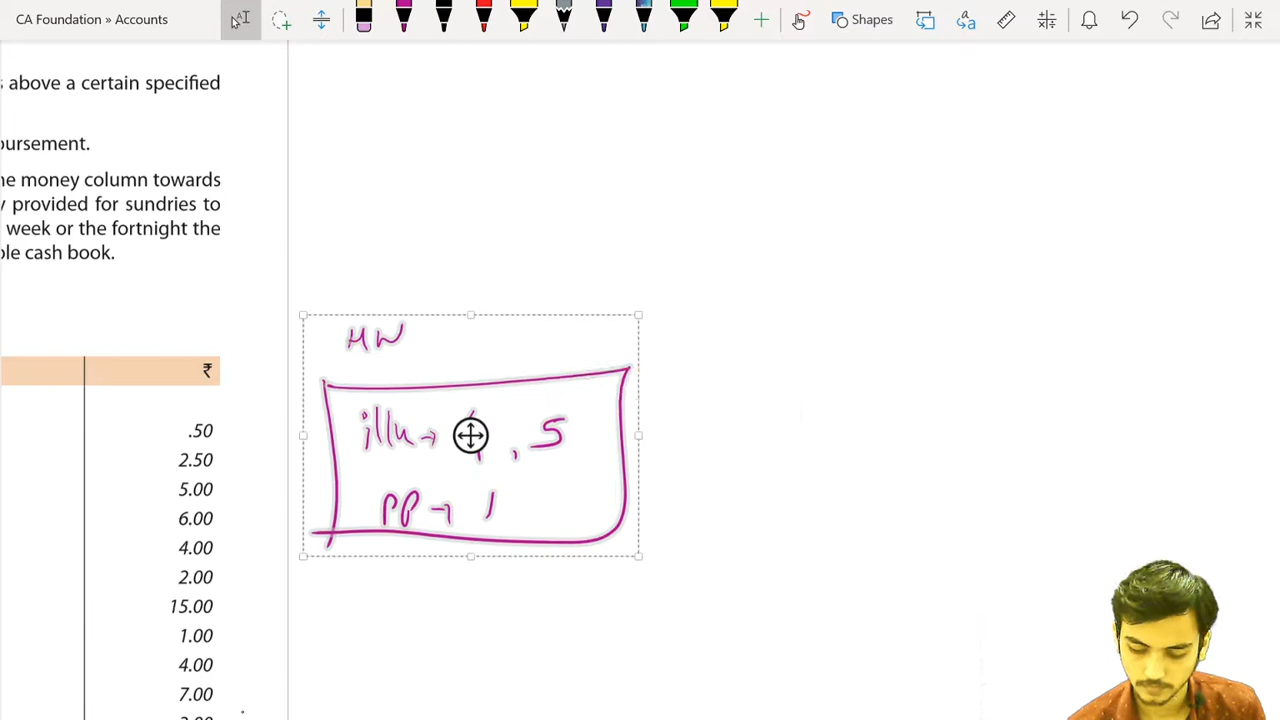 CA Foundation » Accounts
Shapes
s above a certain specified
oursement.
he money column towards
y provided for sundries to
week or the fortnight the
ole cash book.
₹
.50
2.50
5.00
6.00
4.00
2.00
15.00
1.00
4.00
7.00
HW
illu → , 5
PP → 1